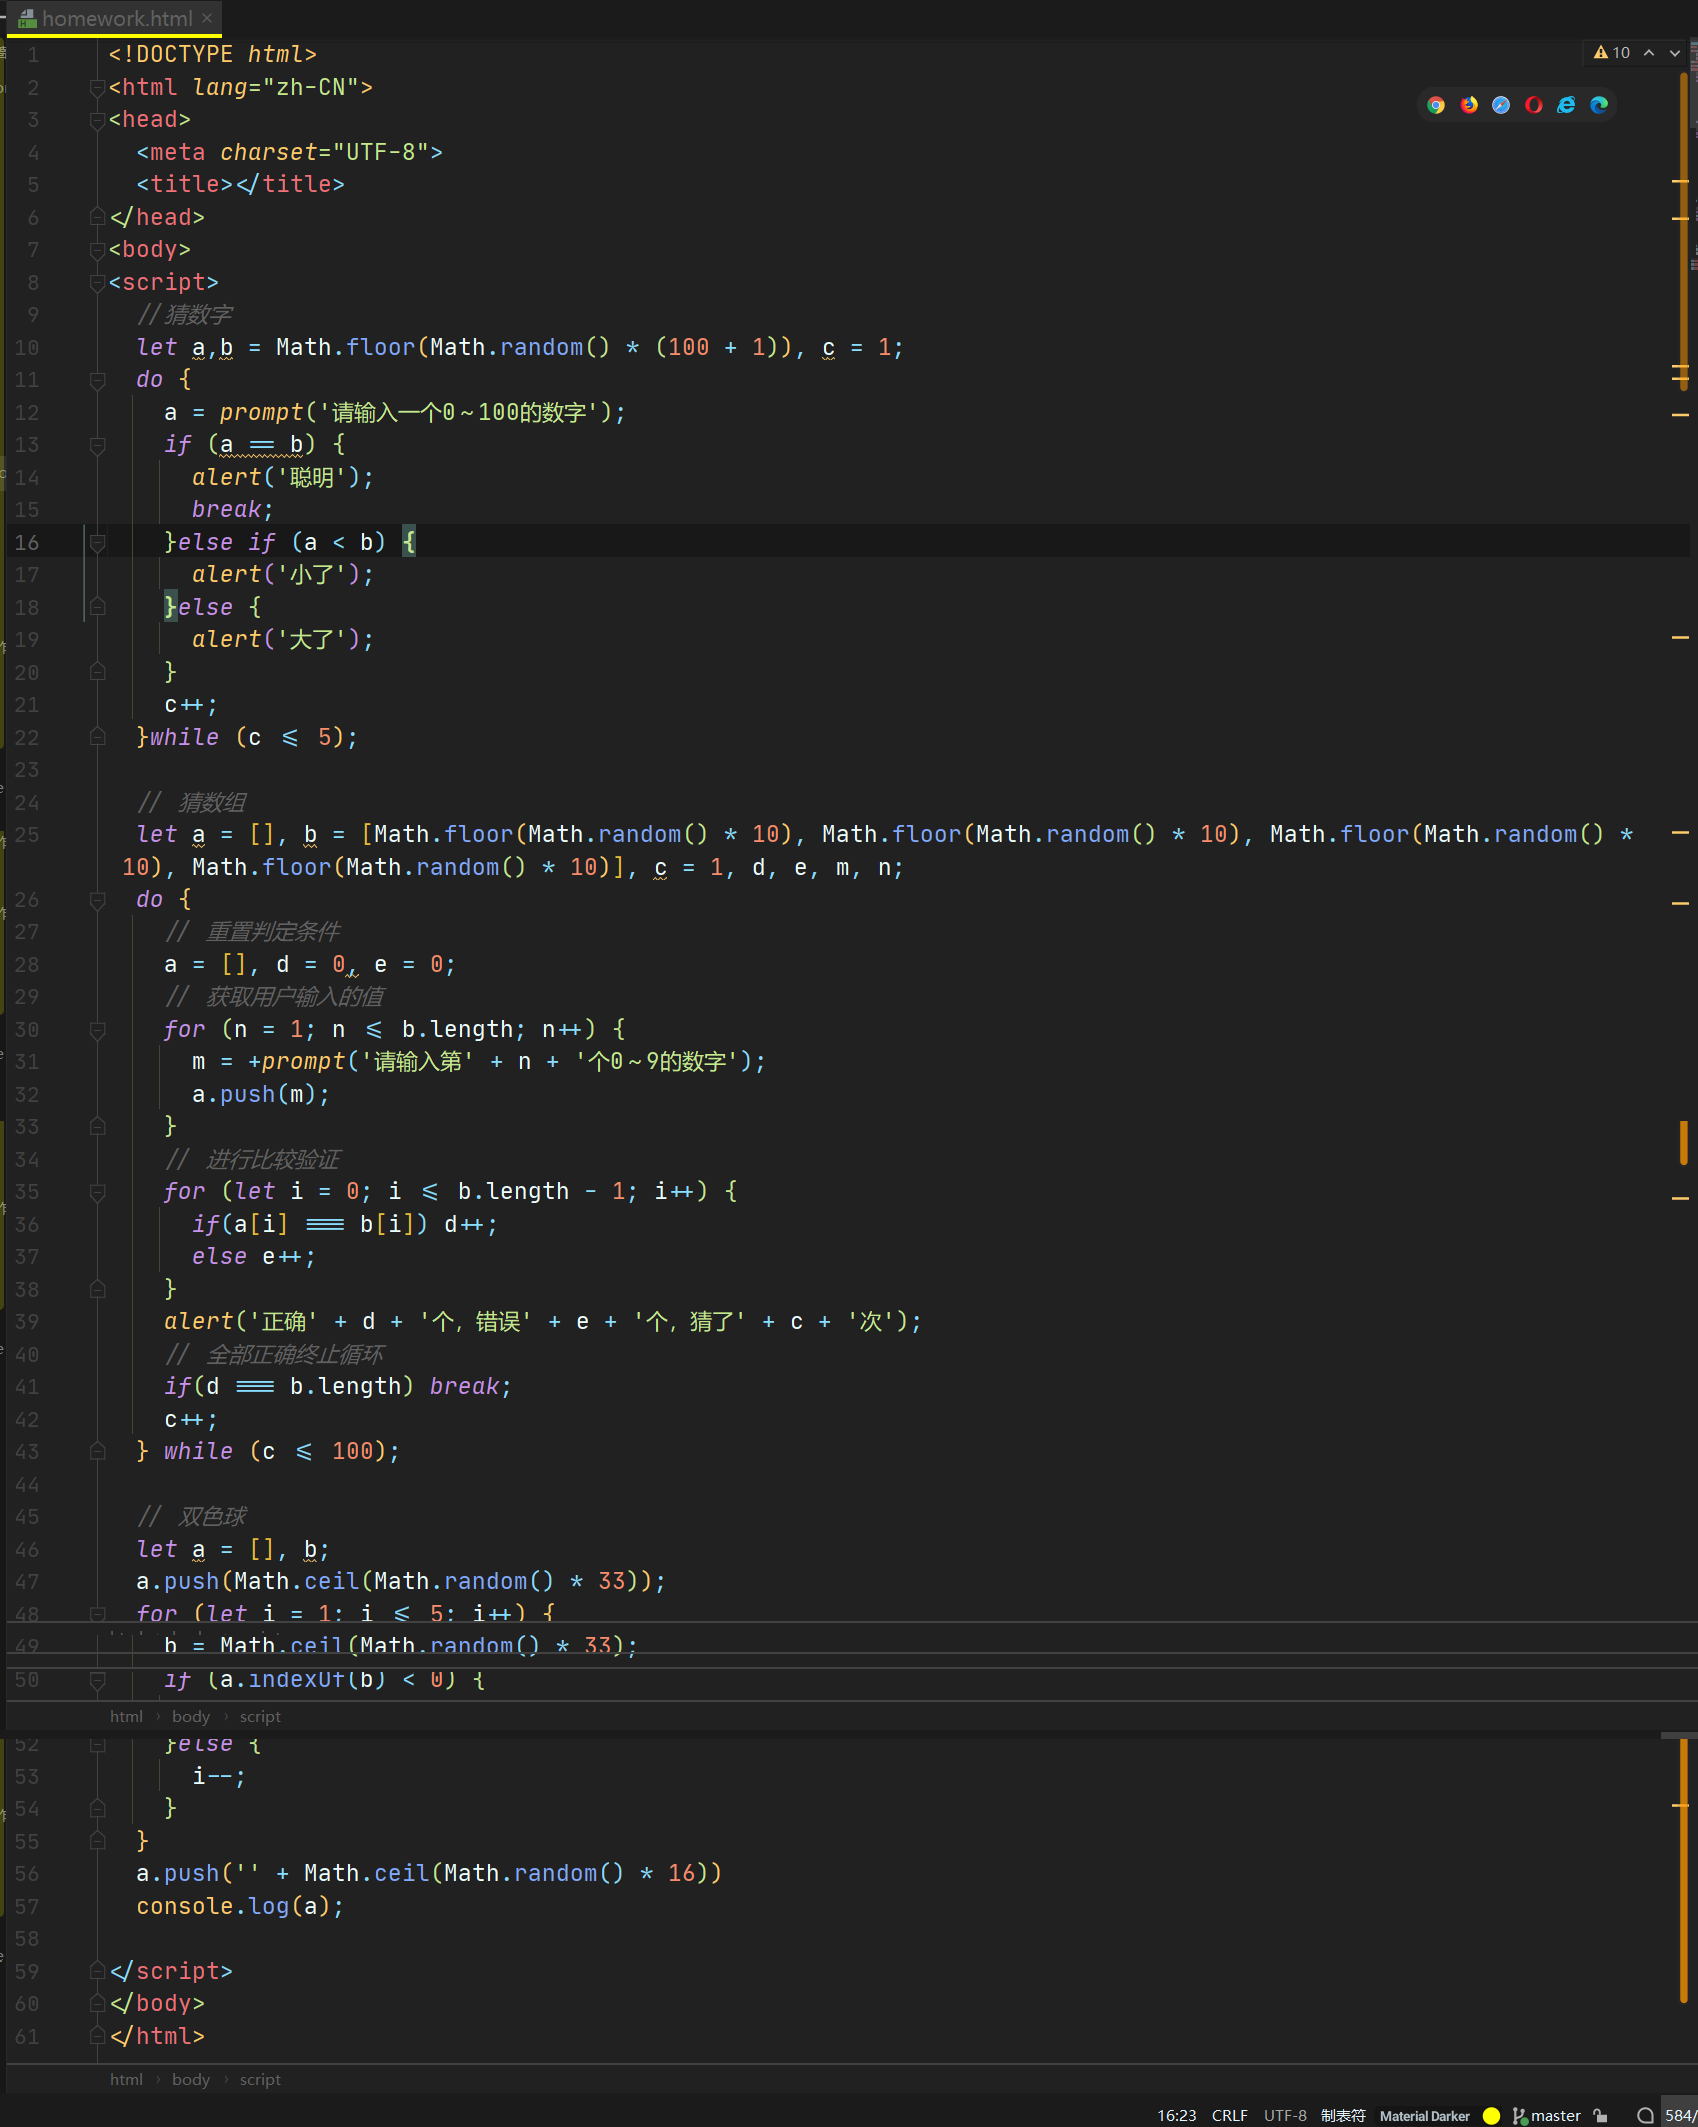 homework.html
10
1 <!DOCTYPE html>
2 <html lang="zh-CN">
3 <head>
4 <meta charset="UTF-8">
5 <title></title>
6 </head>
7 <body>
8 <script>
9 //猜数字
10 let a,b = Math.floor(Math.random() * (100 + 1)), c = 1;
11 do {
12 a = prompt('请输入一个0～100的数字');
13 if (a == b) {
14 alert('聪明');
15 break;
16 }else if (a < b) {
17 alert('小了');
18 }else {
19 alert('大了');
20 }
21 c++;
22 }while (c <= 5);
23
24 // 猜数组
25 let a = [], b = [Math.floor(Math.random() * 10), Math.floor(Math.random() * 10), Math.floor(Math.random() *
10), Math.floor(Math.random() * 10)], c = 1, d, e, m, n;
26 do {
27 // 重置判定条件
28 a = [], d = 0, e = 0;
29 // 获取用户输入的值
30 for (n = 1; n <= b.length; n++) {
31 m = +prompt('请输入第' + n + '个0～9的数字');
32 a.push(m);
33 }
34 // 进行比较验证
35 for (let i = 0; i <= b.length - 1; i++) {
36 if(a[i] === b[i]) d++;
37 else e++;
38 }
39 alert('正确' + d + '个，错误' + e + '个，猜了' + c + '次');
40 // 全部正确终止循环
41 if(d === b.length) break;
42 c++;
43 } while (c <= 100);
44
45 // 双色球
46 let a = [], b;
47 a.push(Math.ceil(Math.random() * 33));
48 for (let i = 1; i <= 5; i++) {
49 b = Math.ceil(Math.random() * 33);
50 if (a.indexOf(b) < 0) {
html › body › script
52 }else {
53 i--;
54 }
55 }
56 a.push('' + Math.ceil(Math.random() * 16))
57 console.log(a);
58
59 </script>
60 </body>
61 </html>
html › body › script
16:23 CRLF UTF-8 制表符 Material Darker master 584/